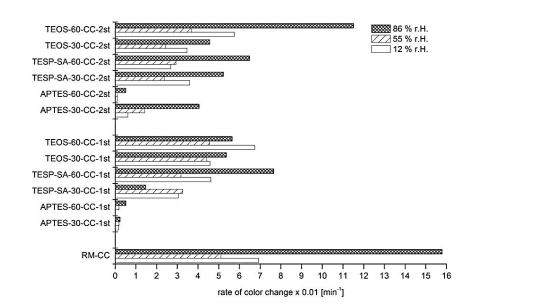 86 % r.H.
55 % r.H.
12 % r.H.
TEOS-60-CC-2st
TEOS-30-CC-2st
TESP-SA-60-CC-2st
TESP-SA-30-CC-2st
APTES-60-CC-2st
APTES-30-CC-2st
TEOS-60-CC-1st
TEOS-30-CC-1st
TESP-SA-60-CC-1st
TESP-SA-30-CC-1st
APTES-60-CC-1st
APTES-30-CC-1st
RM-CC
0 1 2 3 4 5 6 7 8 9 10 11 12 13 14 15 16
rate of color change x 0.01 [min⁻¹]